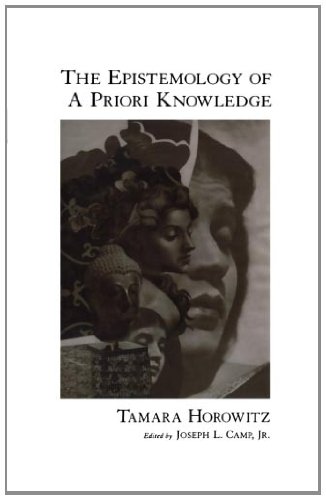 The Epistemology of
A Priori Knowledge
Tamara Horowitz
Edited by Joseph L. Camp, Jr.